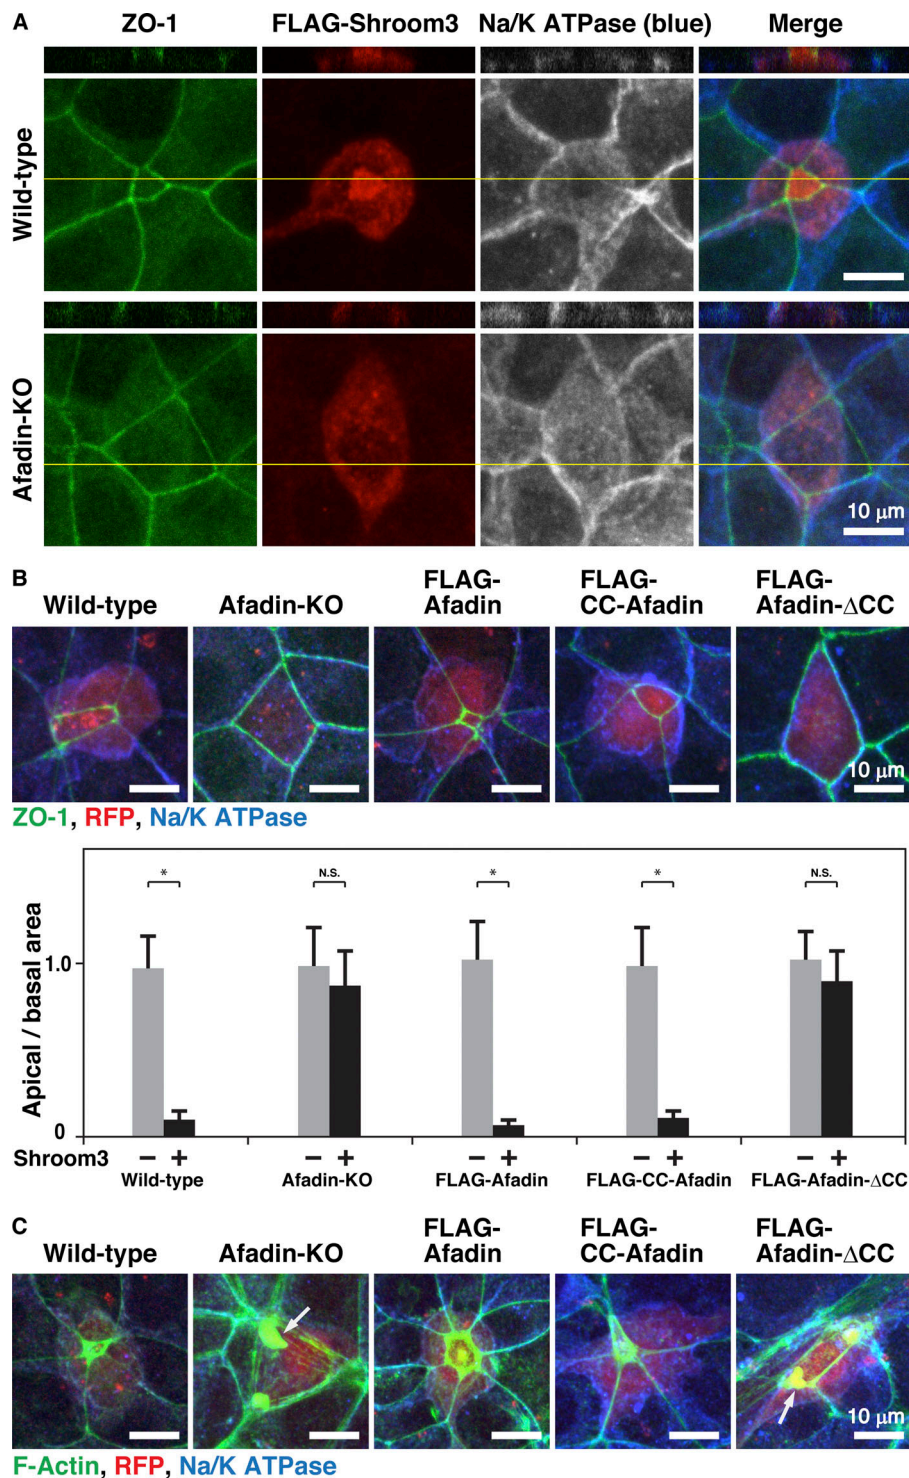 A
ZO-1 FLAG-Shroom3 Na/K ATPase (blue) Merge
Wild-type
Afadin-KO
10 μm
B
Wild-type Afadin-KO FLAG-Afadin FLAG-CC-Afadin FLAG-Afadin-ΔCC
10 μm
ZO-1, RFP, Na/K ATPase
* N.S. * * N.S.
Apical / basal area
1.0
0
Shroom3 − + − + − + − + − +
Wild-type Afadin-KO FLAG-Afadin FLAG-CC-Afadin FLAG-Afadin-ΔCC
C
Wild-type Afadin-KO FLAG-Afadin FLAG-CC-Afadin FLAG-Afadin-ΔCC
10 μm
F-Actin, RFP, Na/K ATPase